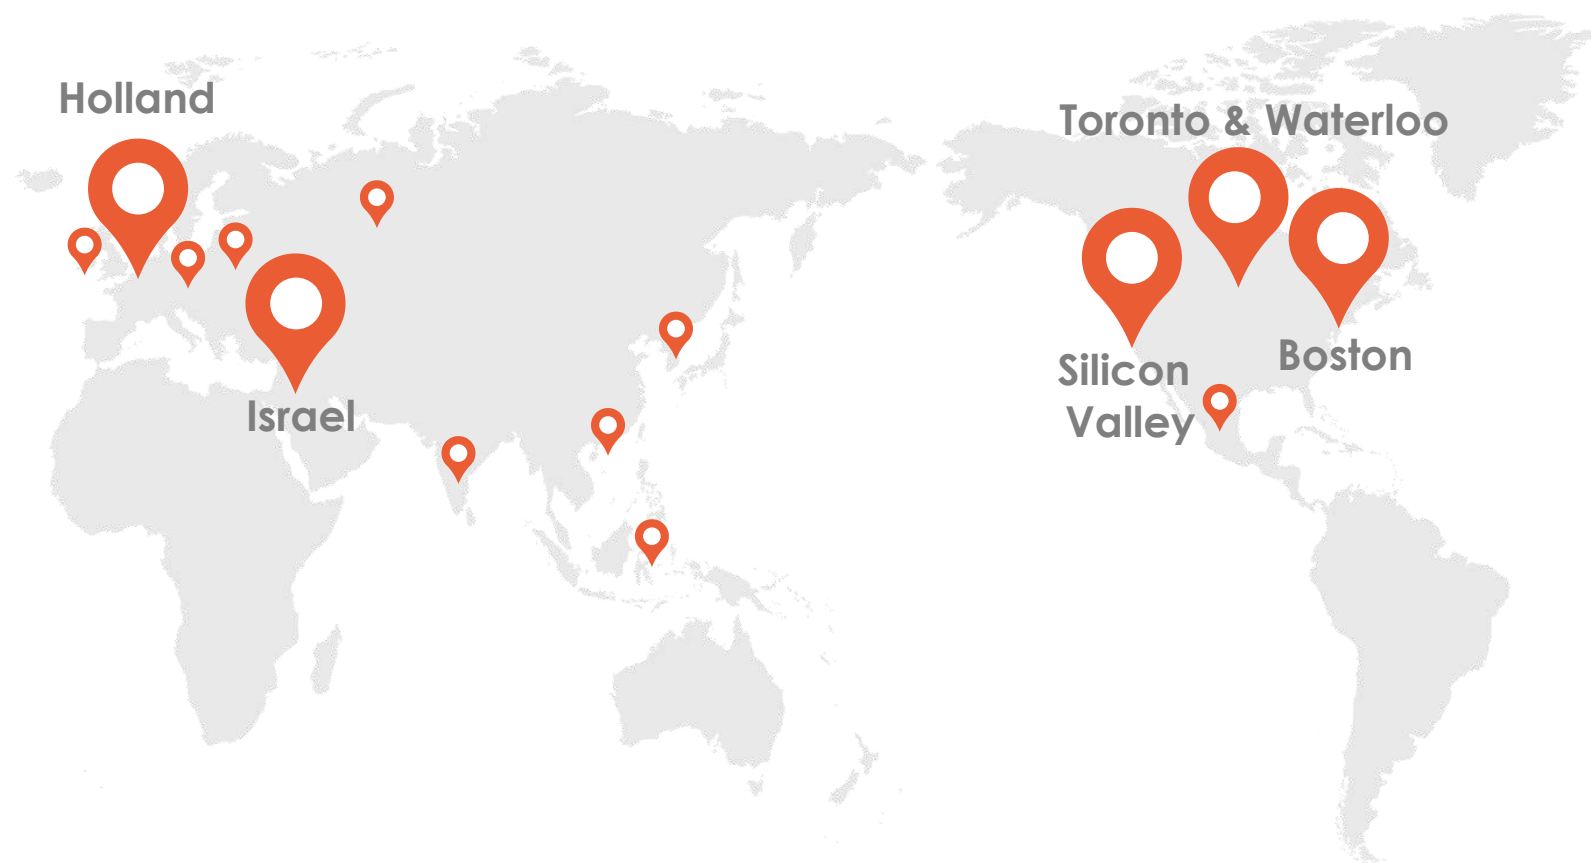 Holland
Toronto & Waterloo
Israel
Silicon
Valley
Boston